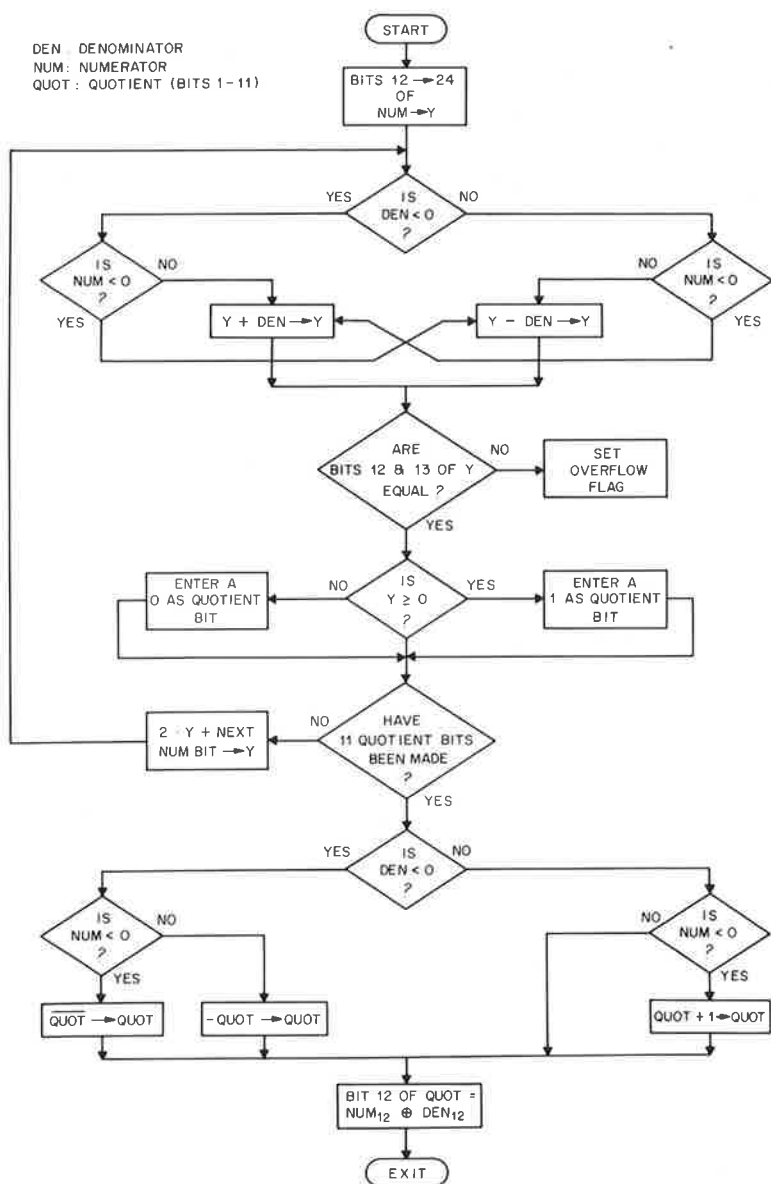 START
DEN : DENOMINATOR
NUM: NUMERATOR
QUOT: QUOTIENT (BITS 1-11)
BITS 12 → 24
OF
NUM → Y
YES
IS
DEN < 0
?
NO
IS
NUM < 0
?
NO
YES
Y + DEN → Y
Y - DEN → Y
NO
IS
NUM < 0
?
YES
ARE
BITS 12 & 13 OF Y
EQUAL ?
NO
YES
SET
OVERFLOW
FLAG
ENTER A
0 AS QUOTIENT
BIT
NO
IS
Y ≥ 0
?
YES
ENTER A
1 AS QUOTIENT
BIT
2 · Y + NEXT
NUM BIT → Y
NO
HAVE
11 QUOTIENT BITS
BEEN MADE
?
YES
YES
IS
DEN < 0
?
NO
IS
NUM < 0
?
NO
YES
NO
IS
NUM < 0
?
YES
Q̅U̅O̅T̅ → QUOT
-QUOT → QUOT
QUOT + 1 → QUOT
BIT 12 OF QUOT =
NUM₁₂ ⊕ DEN₁₂
EXIT